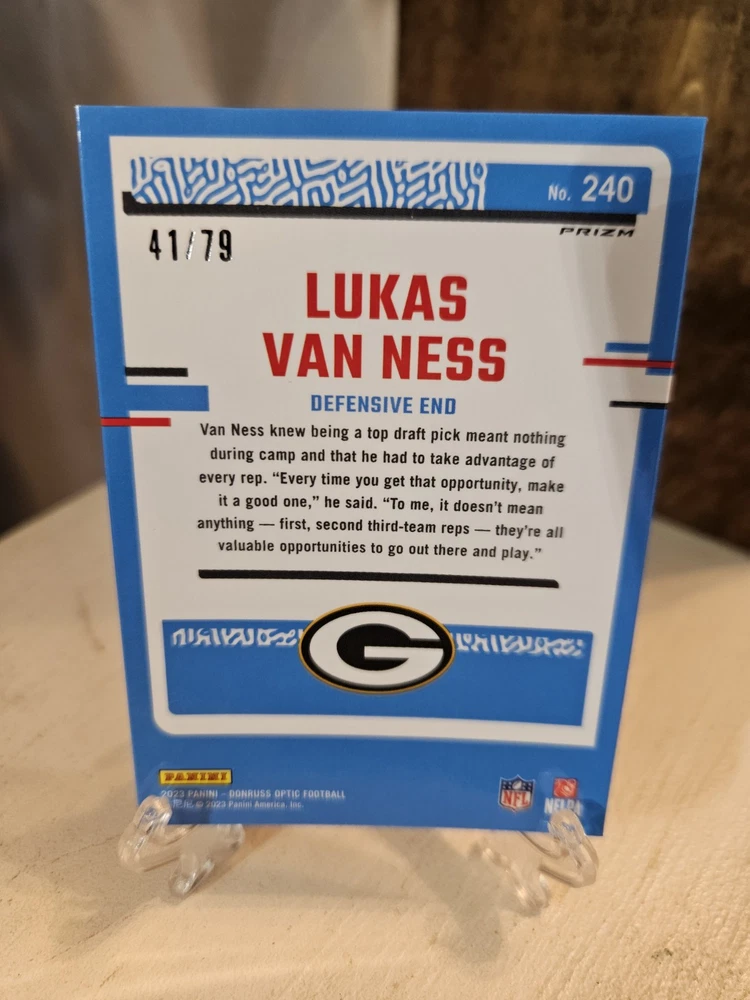 No. 240
PRIZM
41/79
LUKAS
VAN NESS
DEFENSIVE END
Van Ness knew being a top draft pick meant nothing
during camp and that he had to take advantage of
every rep. “Every time you get that opportunity, make
it a good one,” he said. “To me, it doesn’t mean
anything — first, second third-team reps — they’re all
valuable opportunities to go out there and play.”
G
PANINI
2023 PANINI – DONRUSS OPTIC FOOTBALL
© 2023 Panini America, Inc.
NFL
NFLPA